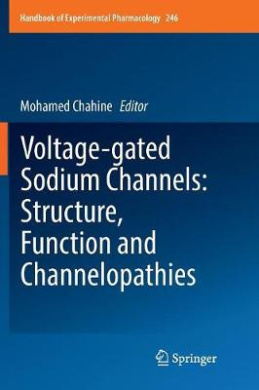 Handbook of Experimental Pharmacology 246
Mohamed Chahine Editor
Voltage-gated
Sodium Channels:
Structure,
Function and
Channelopathies
Springer